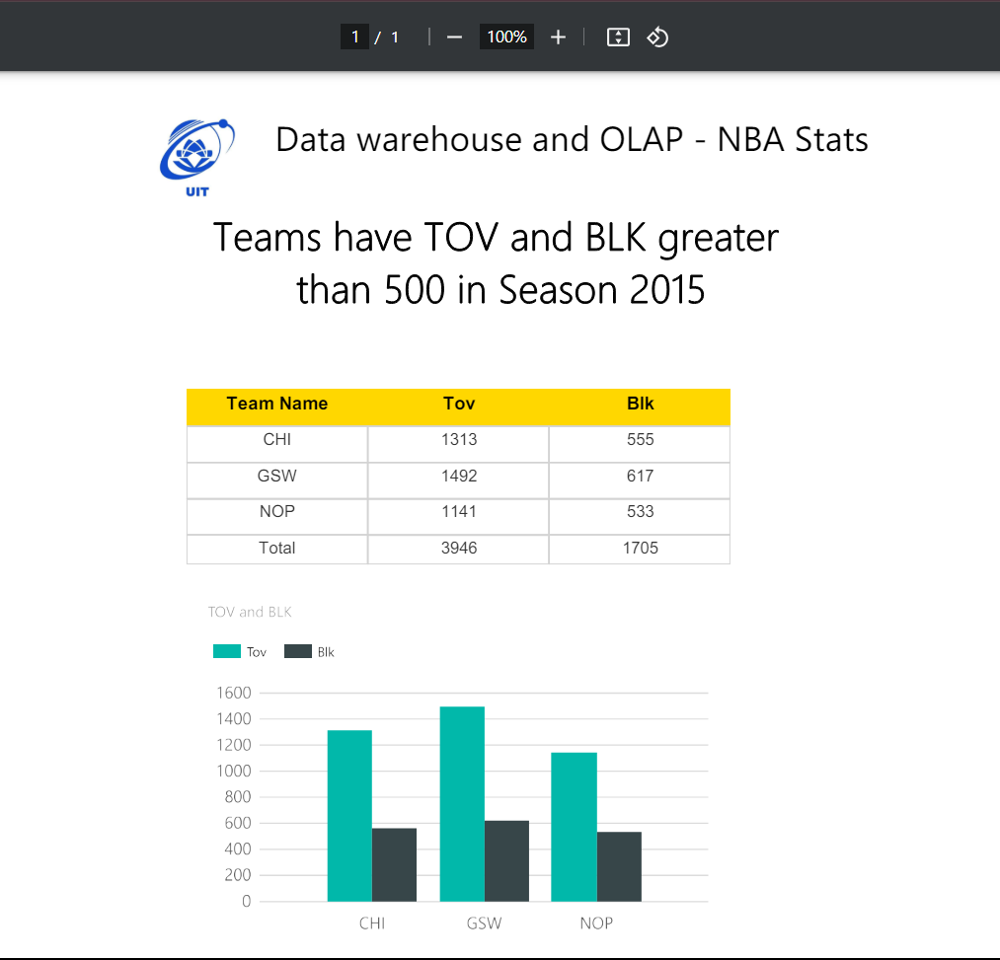 1 / 1 100%
Data warehouse and OLAP - NBA Stats
UIT
Teams have TOV and BLK greater
than 500 in Season 2015
Team Name Tov Blk
CHI 1313 555
GSW 1492 617
NOP 1141 533
Total 3946 1705
TOV and BLK
Tov Blk
1600
1400
1200
1000
800
600
400
200
0
CHI GSW NOP